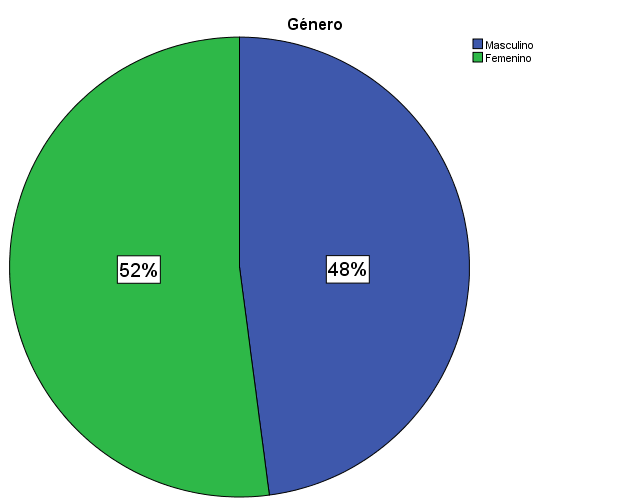 Género
Masculino
Femenino
52%
48%